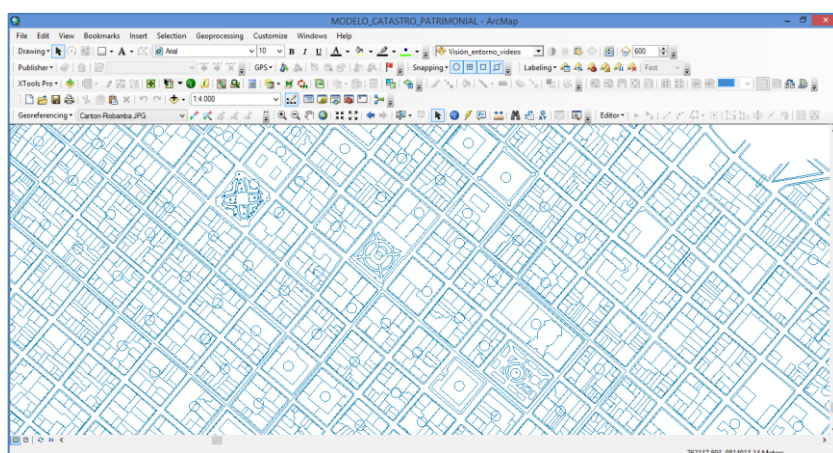 MODELO_CATASTRO_PATRIMONIAL - ArcMap
File Edit View Bookmarks Insert Selection Geoprocessing Customize Windows Help
Drawing A Arial 10 B I U A Visión_entorno_videos 600
Publisher GPS Snapping Labeling Fast
XTools Pro
1:4.000
Georeferencing Canton-Riobamba.JPG Editor